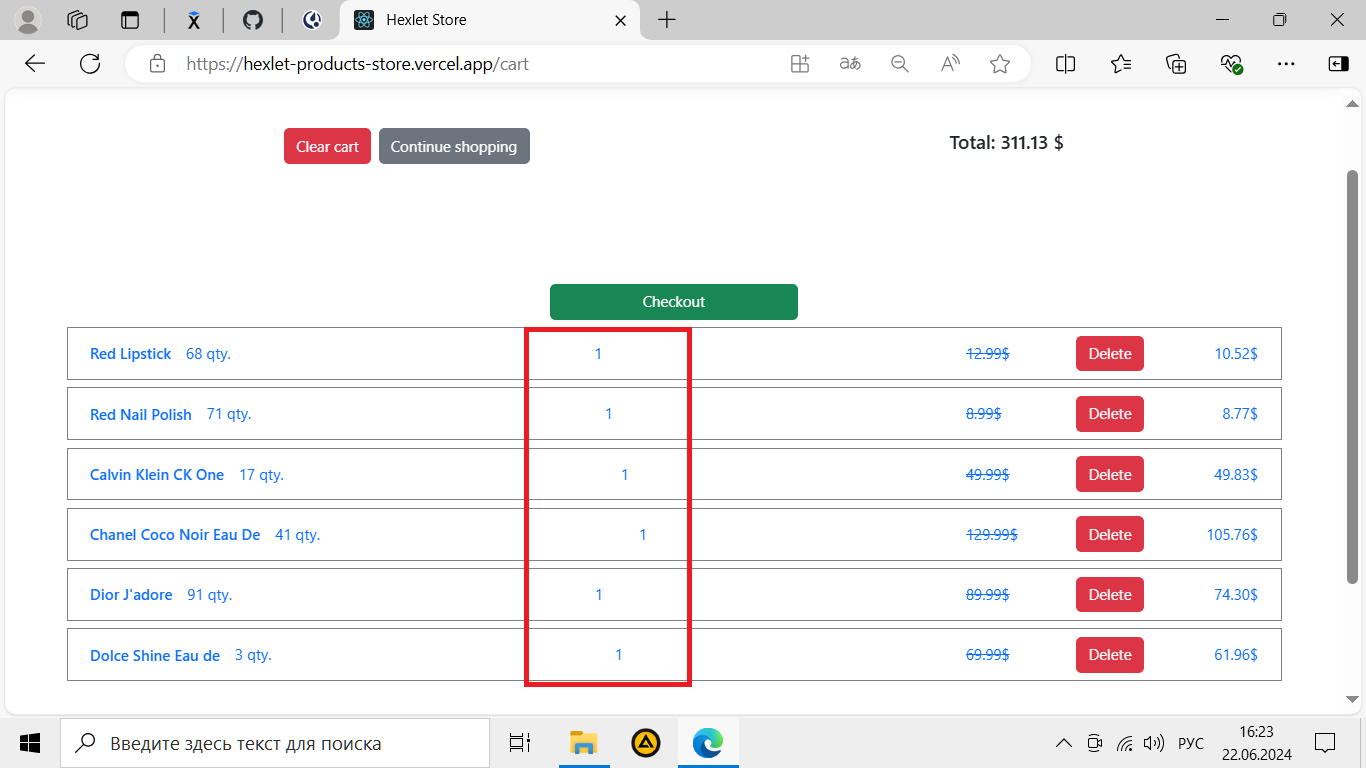 Hexlet Store
https://hexlet-products-store.vercel.app/cart
Clear cart Continue shopping Total: 311.13 $
Checkout
Red Lipstick 68 qty. 1 12.99$ Delete 10.52$
Red Nail Polish 71 qty. 1 8.99$ Delete 8.77$
Calvin Klein CK One 17 qty. 1 49.99$ Delete 49.83$
Chanel Coco Noir Eau De 41 qty. 1 129.99$ Delete 105.76$
Dior J'adore 91 qty. 1 89.99$ Delete 74.30$
Dolce Shine Eau de 3 qty. 1 69.99$ Delete 61.96$
Введите здесь текст для поиска
РУС
16:23
22.06.2024